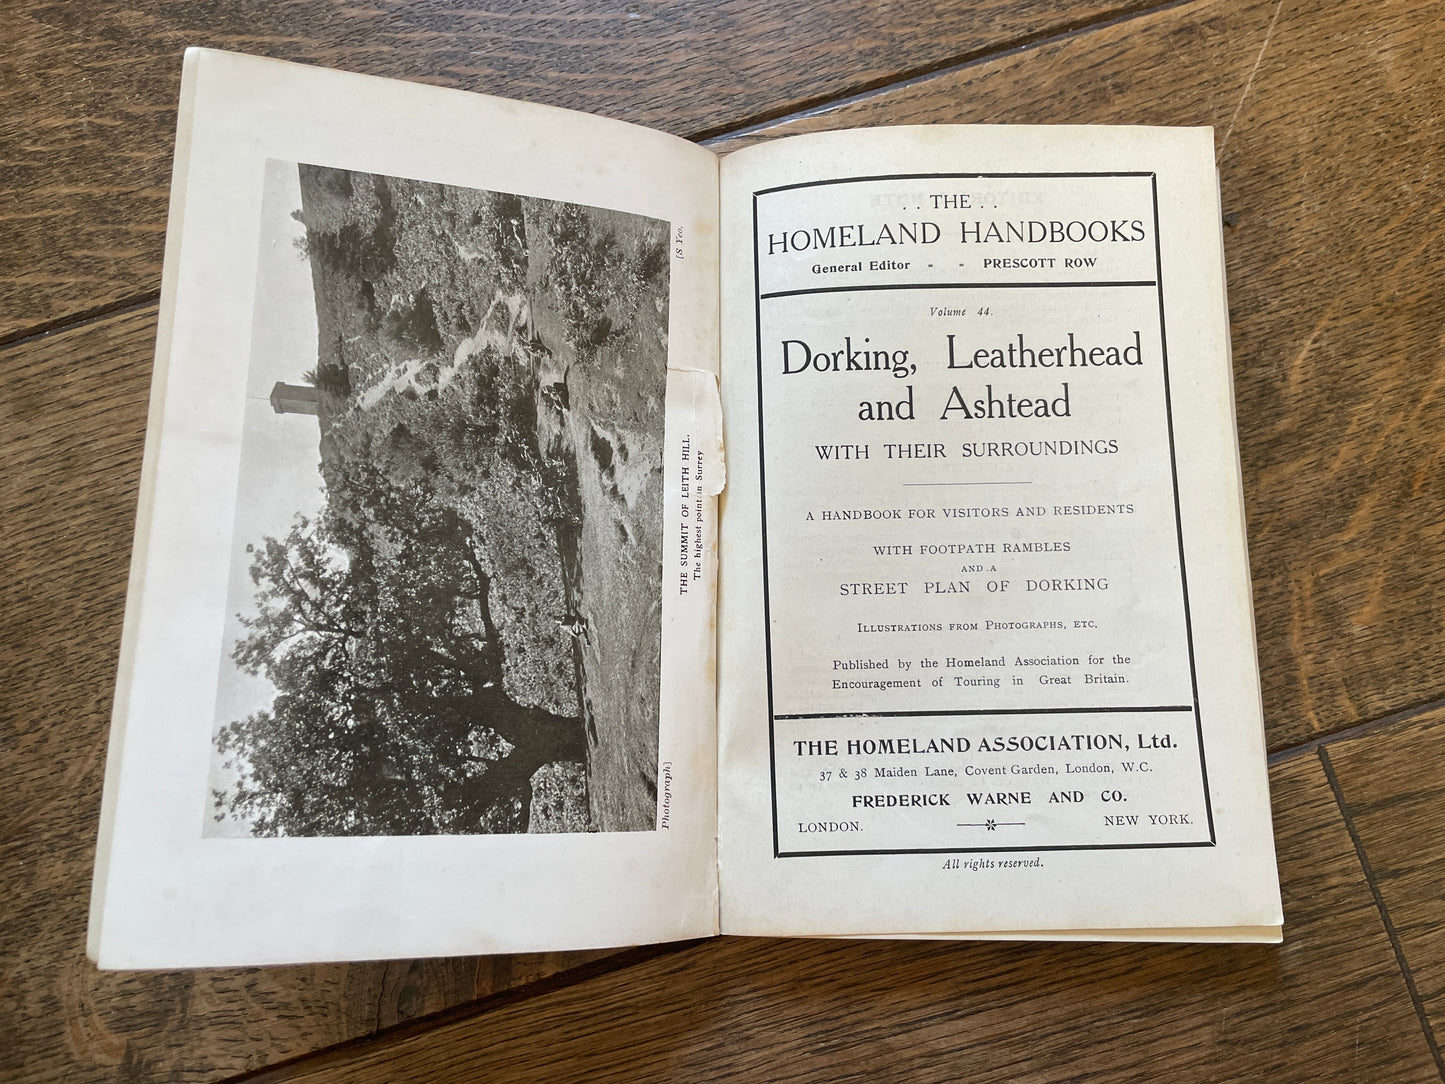 THE SUMMIT OF LEITH HILL.
The highest point in Surrey
Photograph]
[S Yeo.
. . THE . .
HOMELAND HANDBOOKS
General Editor - - PRESCOTT ROW
Volume 44.
Dorking, Leatherhead
and Ashtead
WITH THEIR SURROUNDINGS
A HANDBOOK FOR VISITORS AND RESIDENTS
WITH FOOTPATH RAMBLES
AND A
STREET PLAN OF DORKING
ILLUSTRATIONS FROM PHOTOGRAPHS, ETC.
Published by the Homeland Association for the
Encouragement of Touring in Great Britain.
THE HOMELAND ASSOCIATION, Ltd.
37 & 38 Maiden Lane, Covent Garden, London, W.C.
FREDERICK WARNE AND CO.
LONDON. NEW YORK.
All rights reserved.